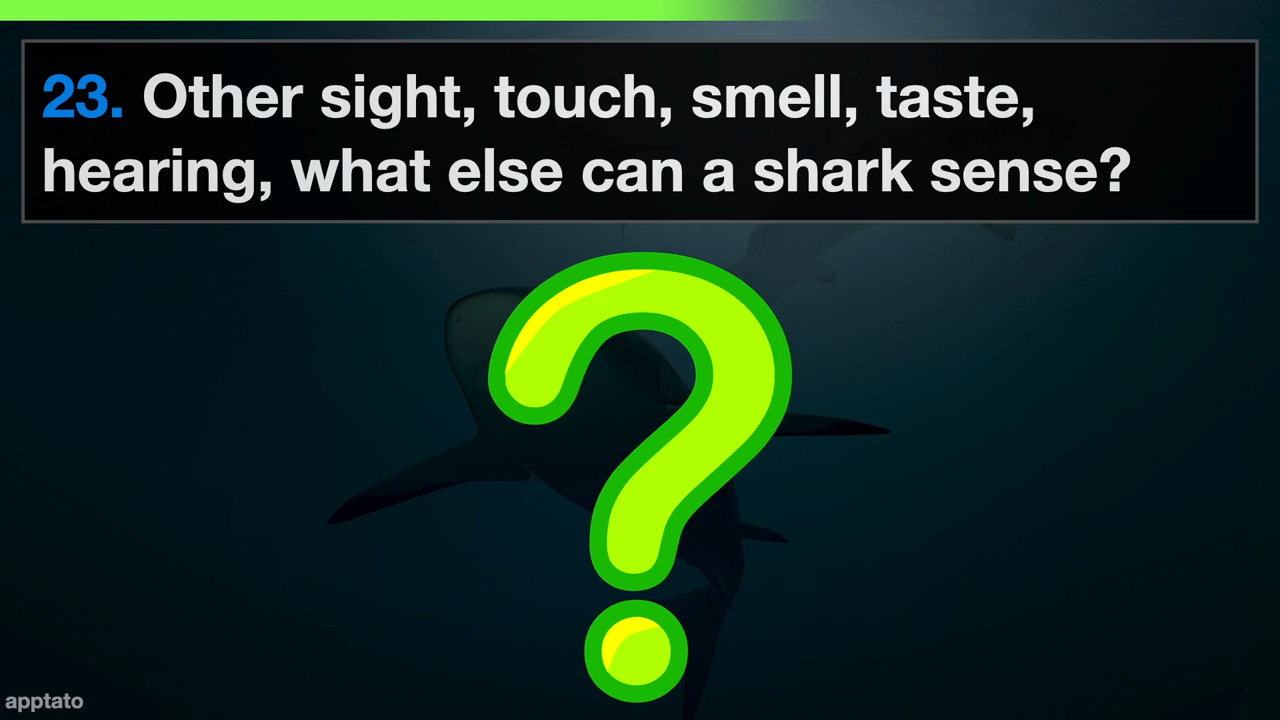 23. Other sight, touch, smell, taste,
hearing, what else can a shark sense?
?
apptato